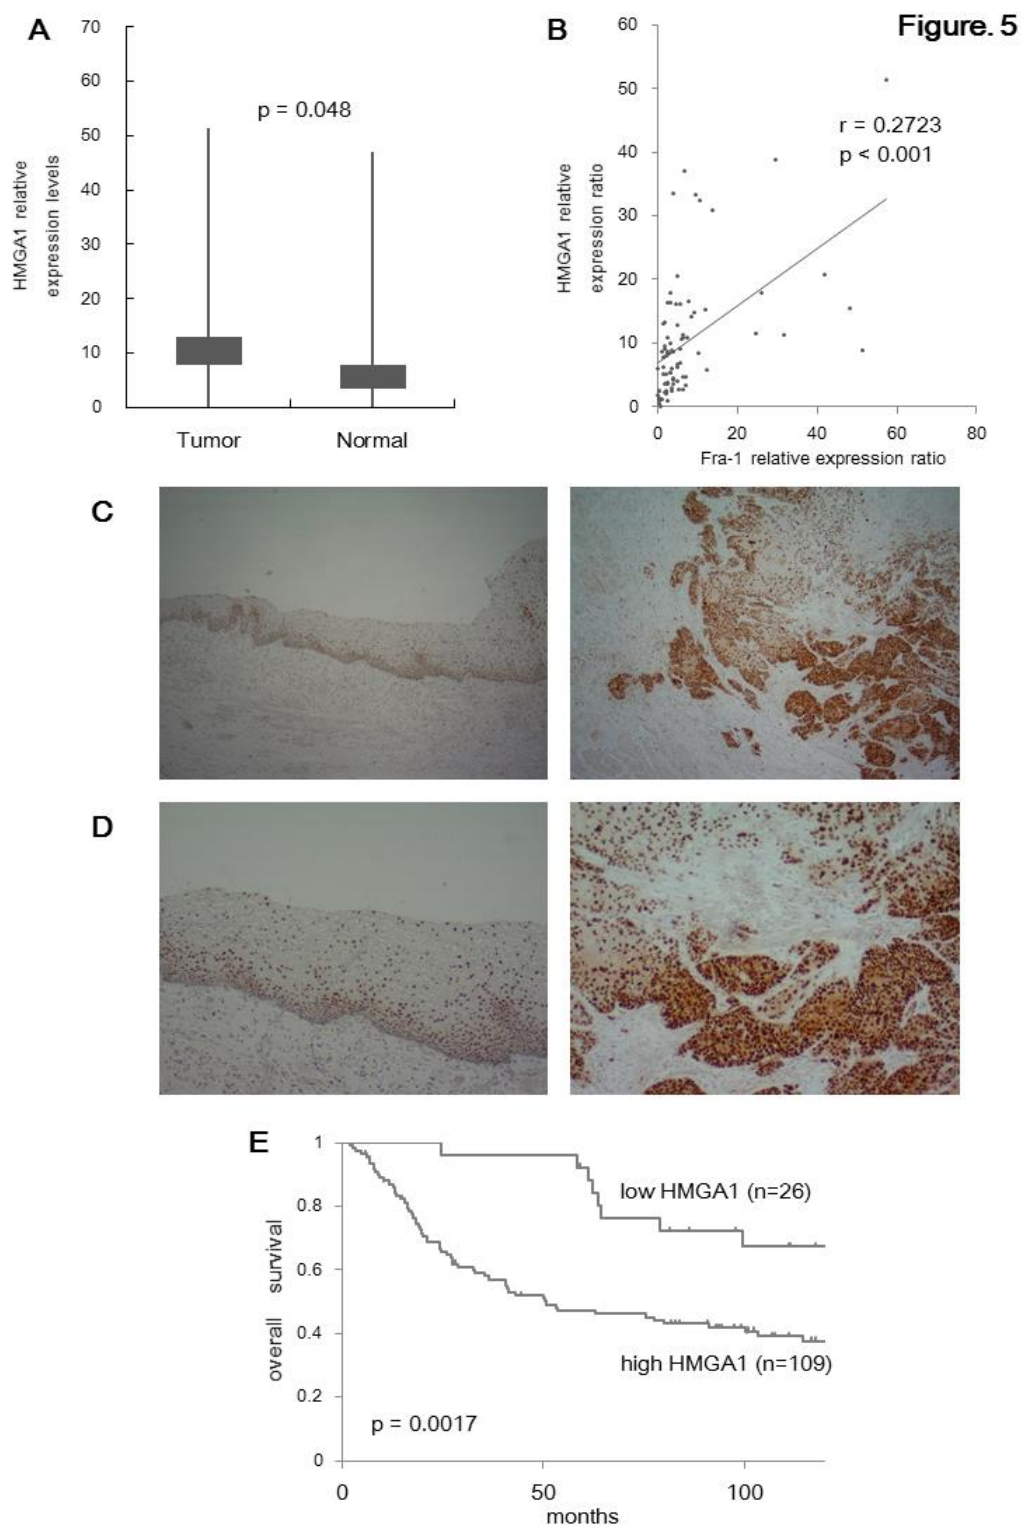 Figure. 5
A
HMGA1 relative
expression levels
70
60
50
40
30
20
10
0
p = 0.048
Tumor
Normal
B
HMGA1 relative
expression ratio
60
50
40
30
20
10
0
r = 0.2723
p < 0.001
0 20 40 60 80
Fra-1 relative expression ratio
C
D
E
overall survival
1
0.8
0.6
0.4
0.2
0
low HMGA1 (n=26)
high HMGA1 (n=109)
p = 0.0017
0 50 100
months